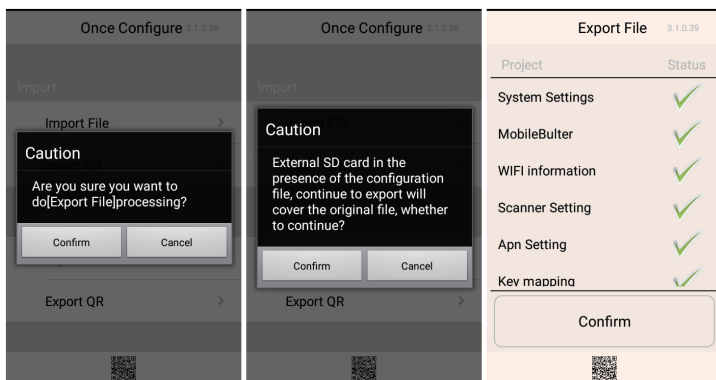 Once Configure 3.1.0.39
Import
Import File
Caution
Are you sure you want to
do[Export File]processing?
Confirm Cancel
Export QR
Once Configure 3.1.0.39
Import
Caution
External SD card in the
presence of the configuration
file, continue to export will
cover the original file, whether
to continue?
Confirm Cancel
Export QR
Export File 3.1.0.39
Project Status
System Settings
MobileBulter
WIFI information
Scanner Setting
Apn Setting
Key mapping
Confirm